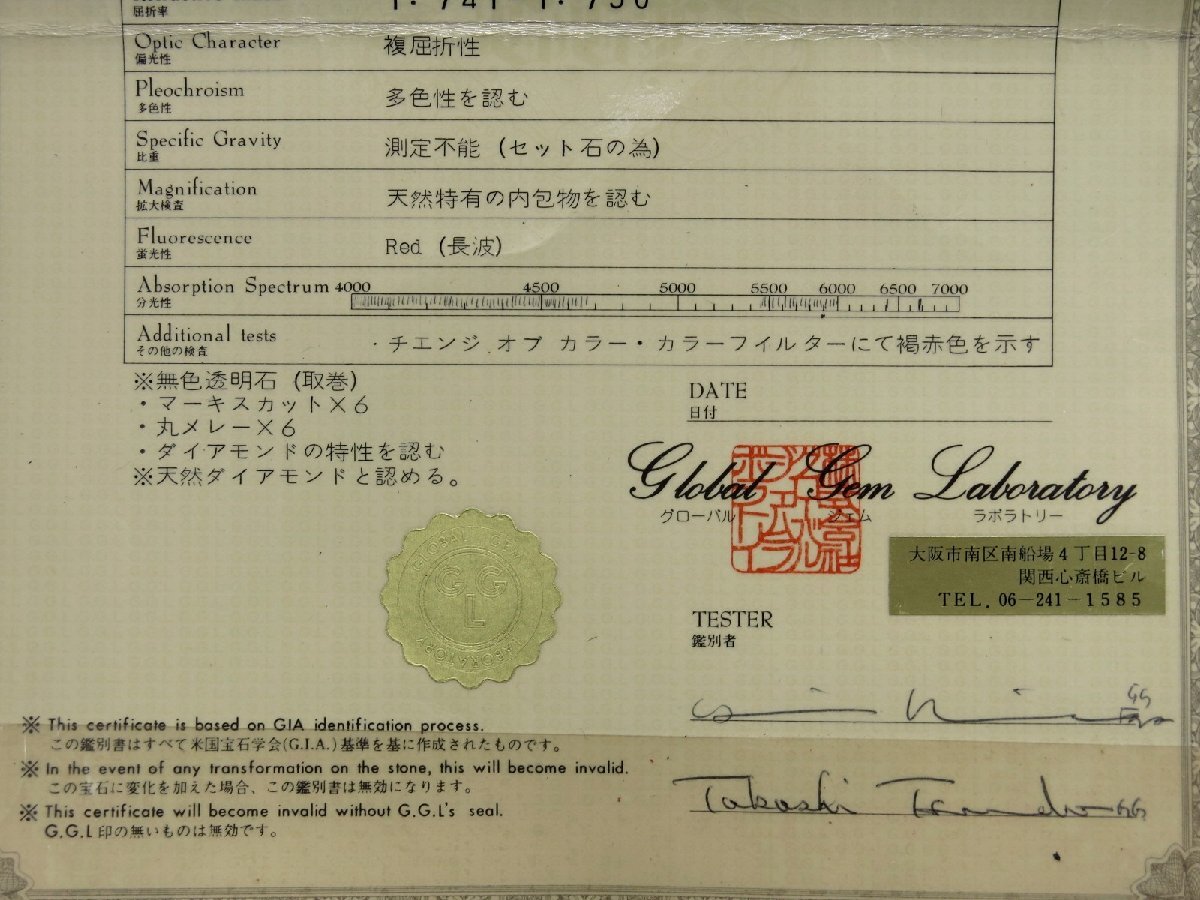 屈折率
1.741-1.750
Optic Character 複屈折性
偏光性
Pleochroism 多色性を認む
多色性
Specific Gravity 測定不能 (セット石の為)
比重
Magnification 天然特有の内包物を認む
拡大検査
Fluorescence Red (長波)
蛍光性
Absorption Spectrum 4000 4500 5000 5500 6000 6500 7000
分光性
Additional tests ・チエンジ オブ カラー・カラーフイルターにて褐赤色を示す
その他の検査
※無色透明石 (取巻)
・マーキスカット×6
・丸メレー×6
・ダイアモンドの特性を認む
※天然ダイアモンドと認める。
DATE
日付
Global Gem Laboratory
グローバル ジェム ラボラトリー
大阪市南区南船場4丁目12-8
関西心斎橋ビル
TEL. 06-241-1585
GLOBAL
GGL
LABORATORY
TESTER
鑑別者
GG
Takashi
GG
※ This certificate is based on GIA identification process.
この鑑別書はすべて米国宝石学会(G.I.A.)基準を基に作成されたものです。
※ In the event of any transformation on the stone, this will become invalid.
この宝石に変化を加えた場合、この鑑別書は無効になります。
※ This certificate will become invalid without G.G.L's seal.
G.G.L印の無いものは無効です。